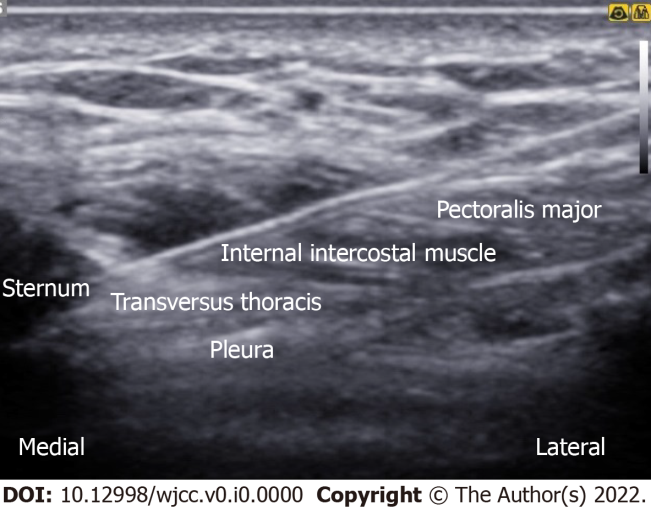 Pectoralis major
Internal intercostal muscle
Sternum
Transversus thoracis
Pleura
Medial
Lateral
DOI: 10.12998/wjcc.v0.i0.0000 Copyright © The Author(s) 2022.